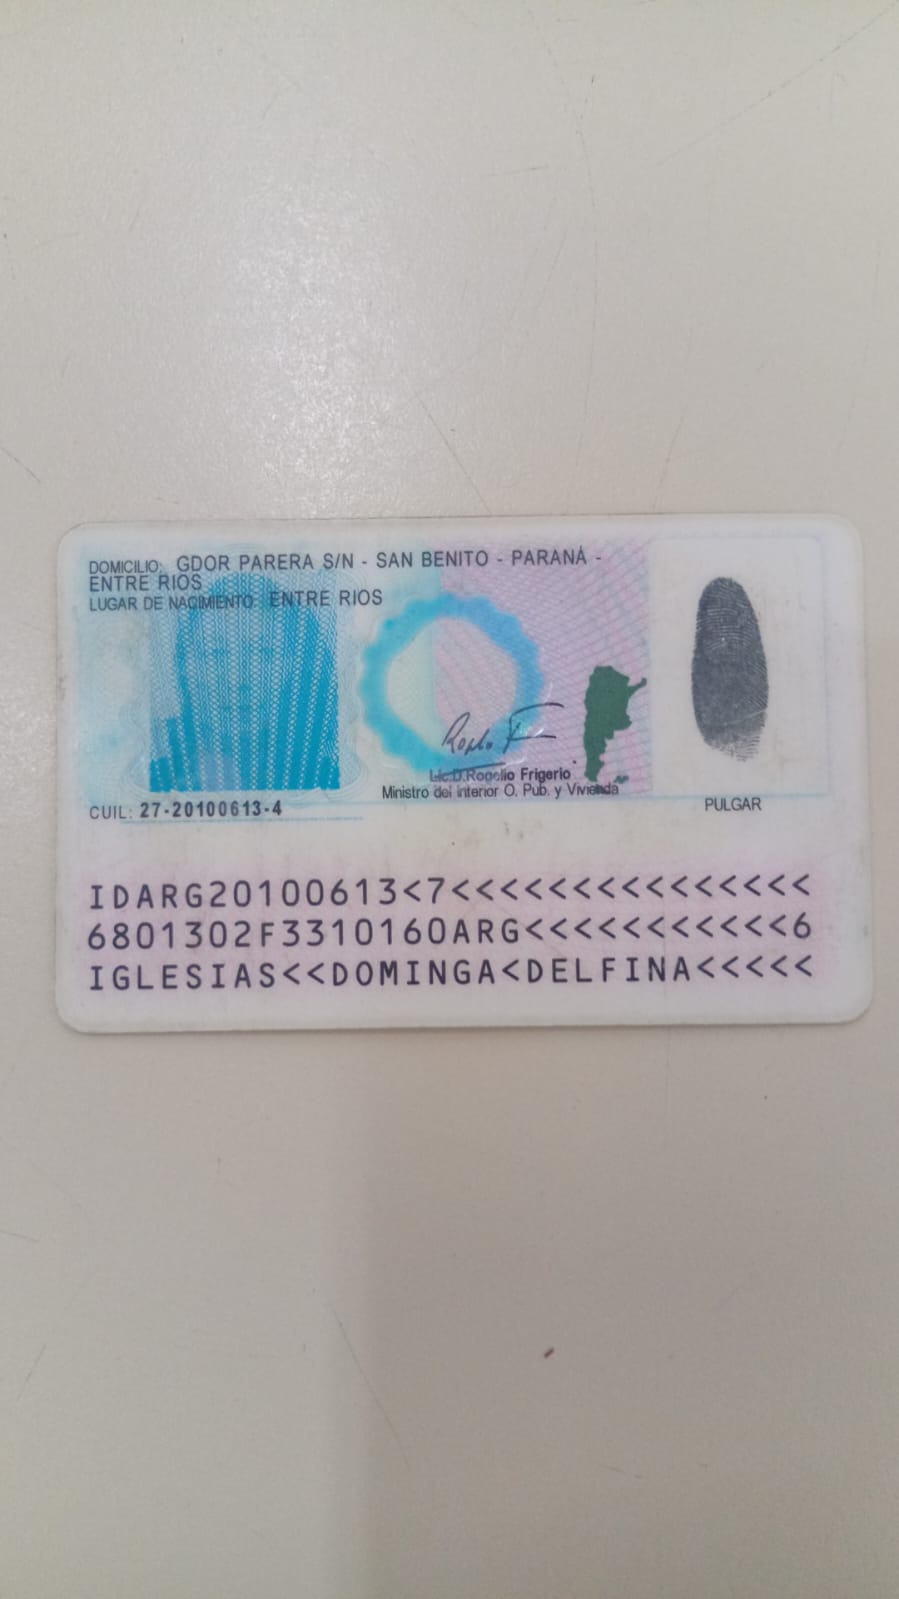 DOMICILIO: GDOR PARERA S/N - SAN BENITO - PARANÁ -
ENTRE RIOS
LUGAR DE NACIMIENTO: ENTRE RIOS
Lic.D.Rogelio Frigerio
Ministro del Interior O. Pub. y Vivienda
CUIL: 27-20100613-4
PULGAR
IDARG20100613<7<<<<<<<<<<<<<<<
6801302F3310160ARG<<<<<<<<<<<6
IGLESIAS<<DOMINGA<DELFINA<<<<<